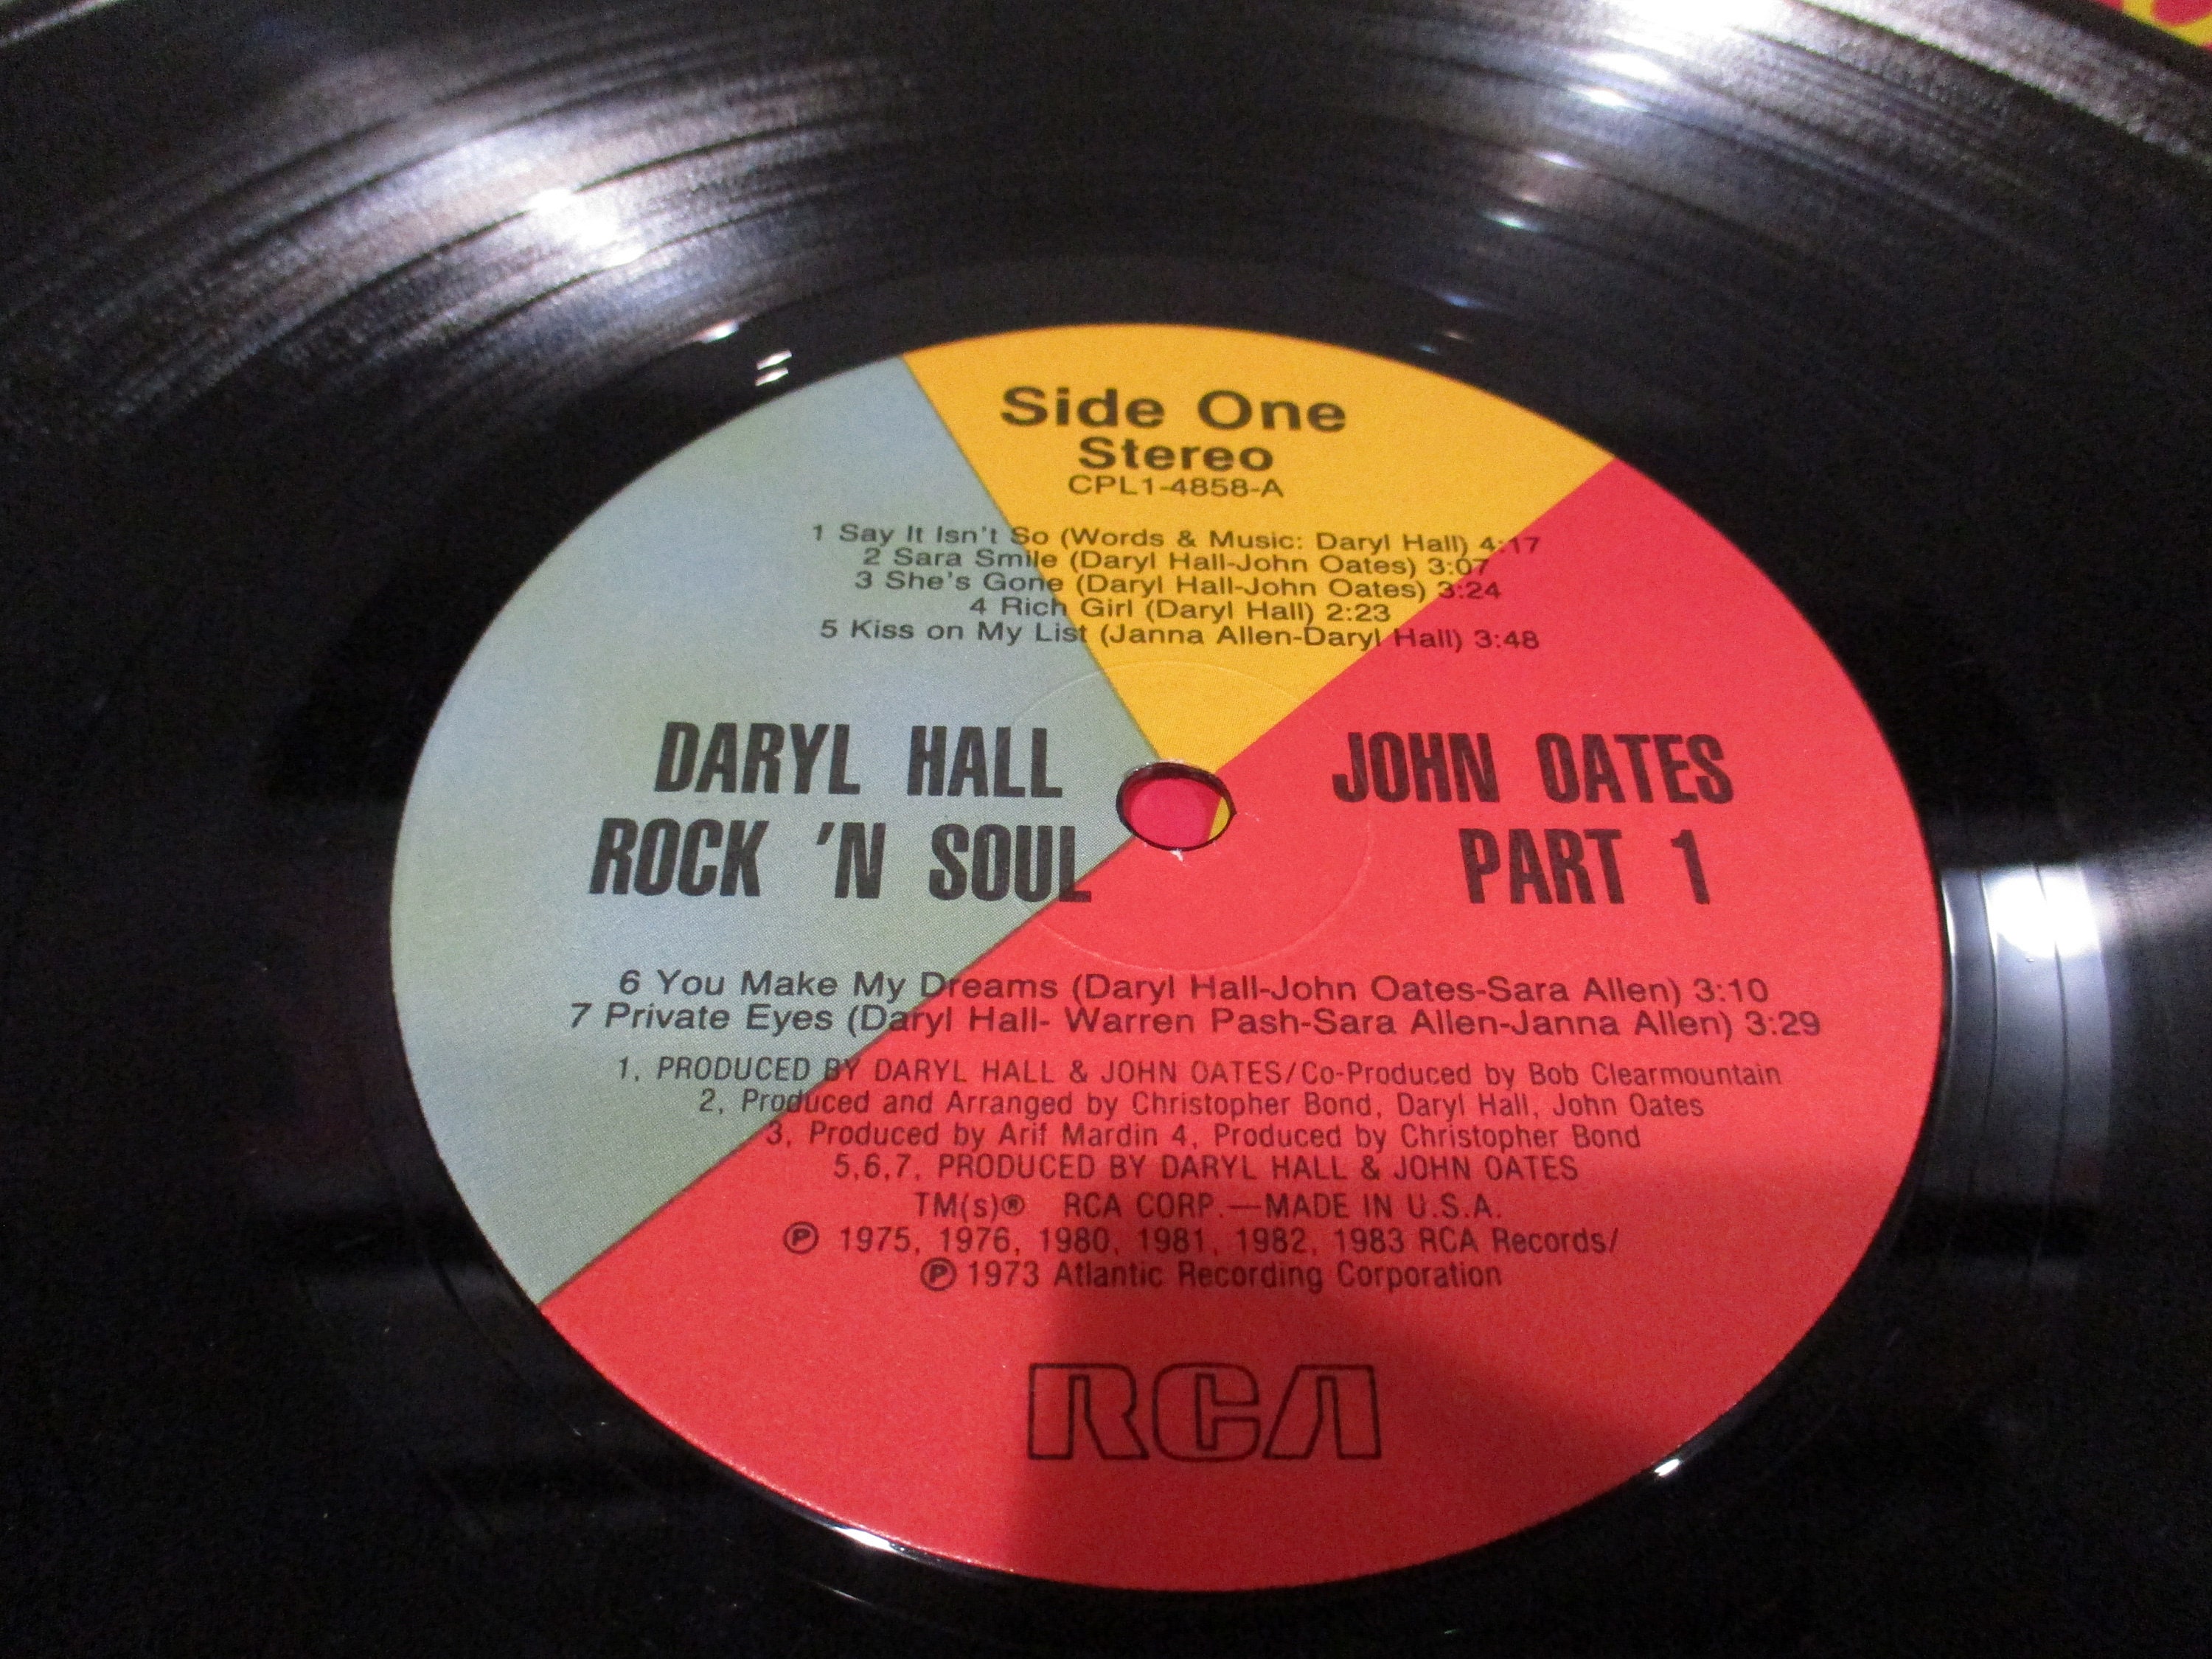 Side One
Stereo
CPL1-4858-A
1 Say It Isn't So (Words & Music: Daryl Hall) 4:17
2 Sara Smile (Daryl Hall-John Oates) 3:07
3 She's Gone (Daryl Hall-John Oates) 3:24
4 Rich Girl (Daryl Hall) 2:23
5 Kiss on My List (Janna Allen-Daryl Hall) 3:48
DARYL HALL JOHN OATES
ROCK 'N SOUL PART 1
6 You Make My Dreams (Daryl Hall-John Oates-Sara Allen) 3:10
7 Private Eyes (Daryl Hall- Warren Pash-Sara Allen-Janna Allen) 3:29
1, PRODUCED BY DARYL HALL & JOHN OATES/Co-Produced by Bob Clearmountain
2, Produced and Arranged by Christopher Bond, Daryl Hall, John Oates
3, Produced by Arif Mardin 4, Produced by Christopher Bond
5,6,7, PRODUCED BY DARYL HALL & JOHN OATES
TM(s)® RCA CORP.—MADE IN U.S.A.
℗ 1975, 1976, 1980, 1981, 1982, 1983 RCA Records/
℗ 1973 Atlantic Recording Corporation
RCA